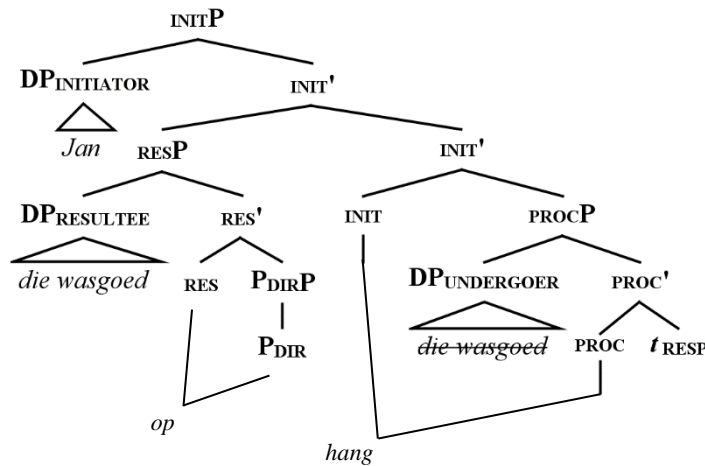 INITP
DPINITIATOR INIT'
Jan RESP INIT'
DPRESULTEE RES' INIT PROCP
die wasgoed RES PDIRP DPUNDERGOER PROC'
PDIR die wasgoed PROC t RESP
op
hang